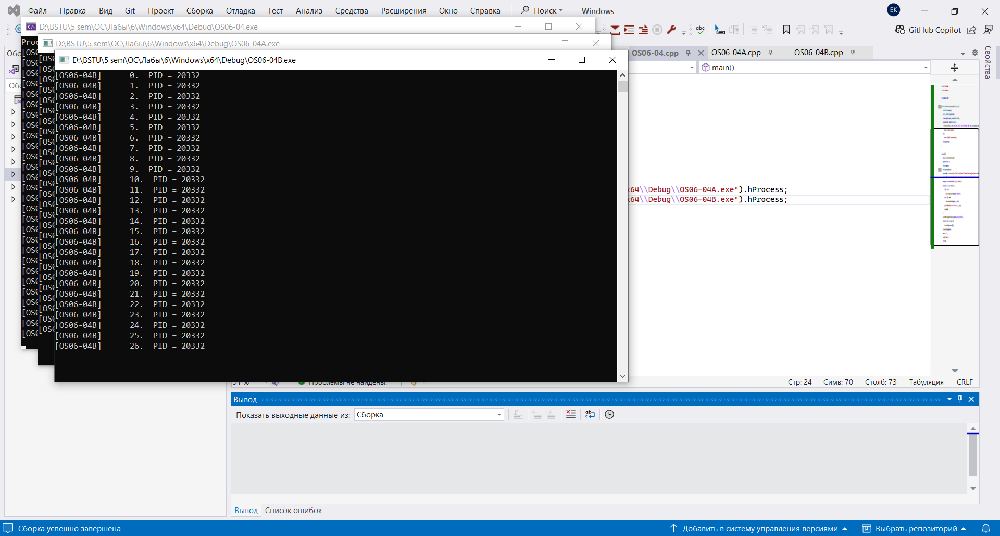 Файл Правка Вид Git Проект Сборка Отладка Тест Анализ Средства Расширения Окно Справка Поиск Windows EK
D:\BSTU\5 sem\ОС\Лабы\6\Windows\x64\Debug\OS06-04.exe
GitHub Copilot
D:\BSTU\5 sem\ОС\Лабы\6\Windows\x64\Debug\OS06-04A.exe
D:\BSTU\5 sem\ОС\Лабы\6\Windows\x64\Debug\OS06-04B.exe
OS06-04.cpp OS06-04A.cpp OS06-04B.cpp
main()
Свойства
[OS06-04B] 0. PID = 20332
[OS06-04B] 1. PID = 20332
[OS06-04B] 2. PID = 20332
[OS06-04B] 3. PID = 20332
[OS06-04B] 4. PID = 20332
[OS06-04B] 5. PID = 20332
[OS06-04B] 6. PID = 20332
[OS06-04B] 7. PID = 20332
[OS06-04B] 8. PID = 20332
[OS06-04B] 9. PID = 20332
[OS06-04B] 10. PID = 20332
[OS06-04B] 11. PID = 20332
[OS06-04B] 12. PID = 20332
[OS06-04B] 13. PID = 20332
[OS06-04B] 14. PID = 20332
[OS06-04B] 15. PID = 20332
[OS06-04B] 16. PID = 20332
[OS06-04B] 17. PID = 20332
[OS06-04B] 18. PID = 20332
[OS06-04B] 19. PID = 20332
[OS06-04B] 20. PID = 20332
[OS06-04B] 21. PID = 20332
[OS06-04B] 22. PID = 20332
[OS06-04B] 23. PID = 20332
[OS06-04B] 24. PID = 20332
[OS06-04B] 25. PID = 20332
[OS06-04B] 26. PID = 20332
x64\\Debug\\OS06-04A.exe").hProcess;
x64\\Debug\\OS06-04B.exe").hProcess;
91 % Проблемы не найдены. Стр: 24 Симв: 70 Столб: 73 Табуляция CRLF
Вывод
Показать выходные данные из: Сборка
Вывод Список ошибок
Сборка успешно завершена Добавить в систему управления версиями Выбрать репозиторий